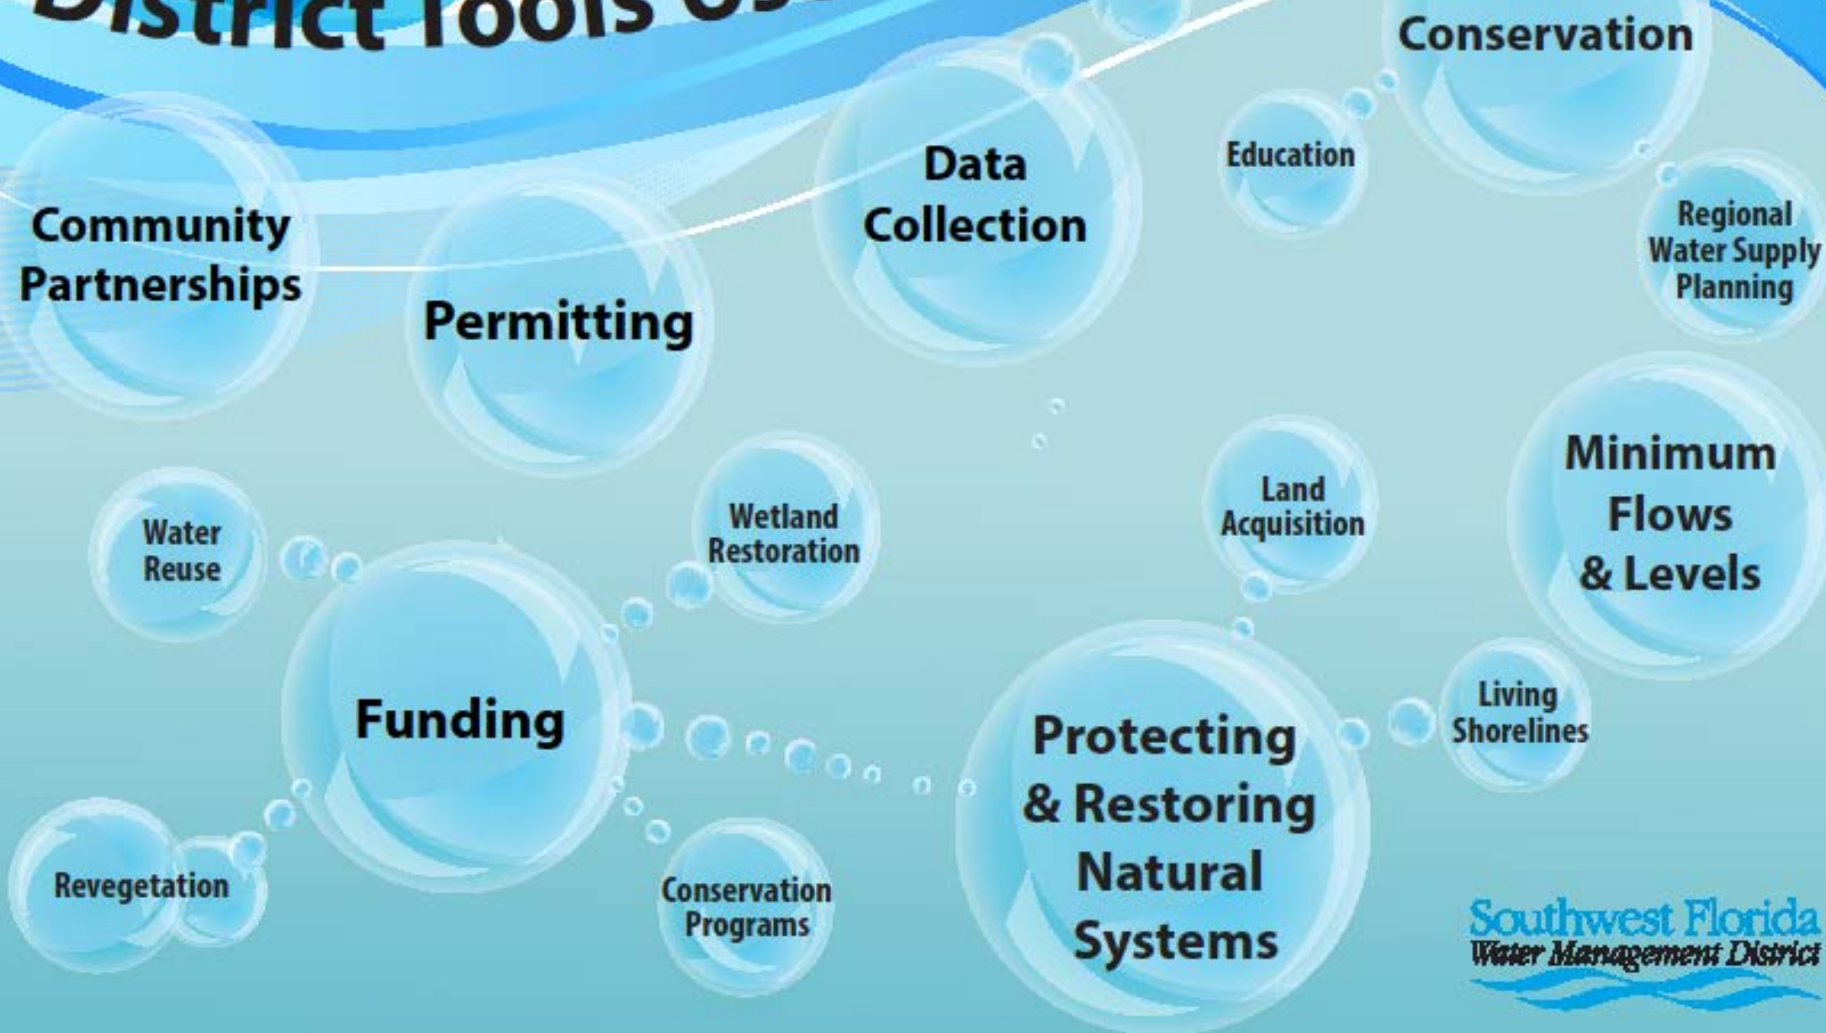 District Tools
Conservation
Education
Regional
Water Supply
Planning
Data
Collection
Community
Partnerships
Permitting
Minimum
Flows
& Levels
Land
Acquisition
Wetland
Restoration
Water
Reuse
Funding
Living
Shorelines
Protecting
& Restoring
Natural
Systems
Revegetation
Conservation
Programs
Southwest Florida
Water Management District